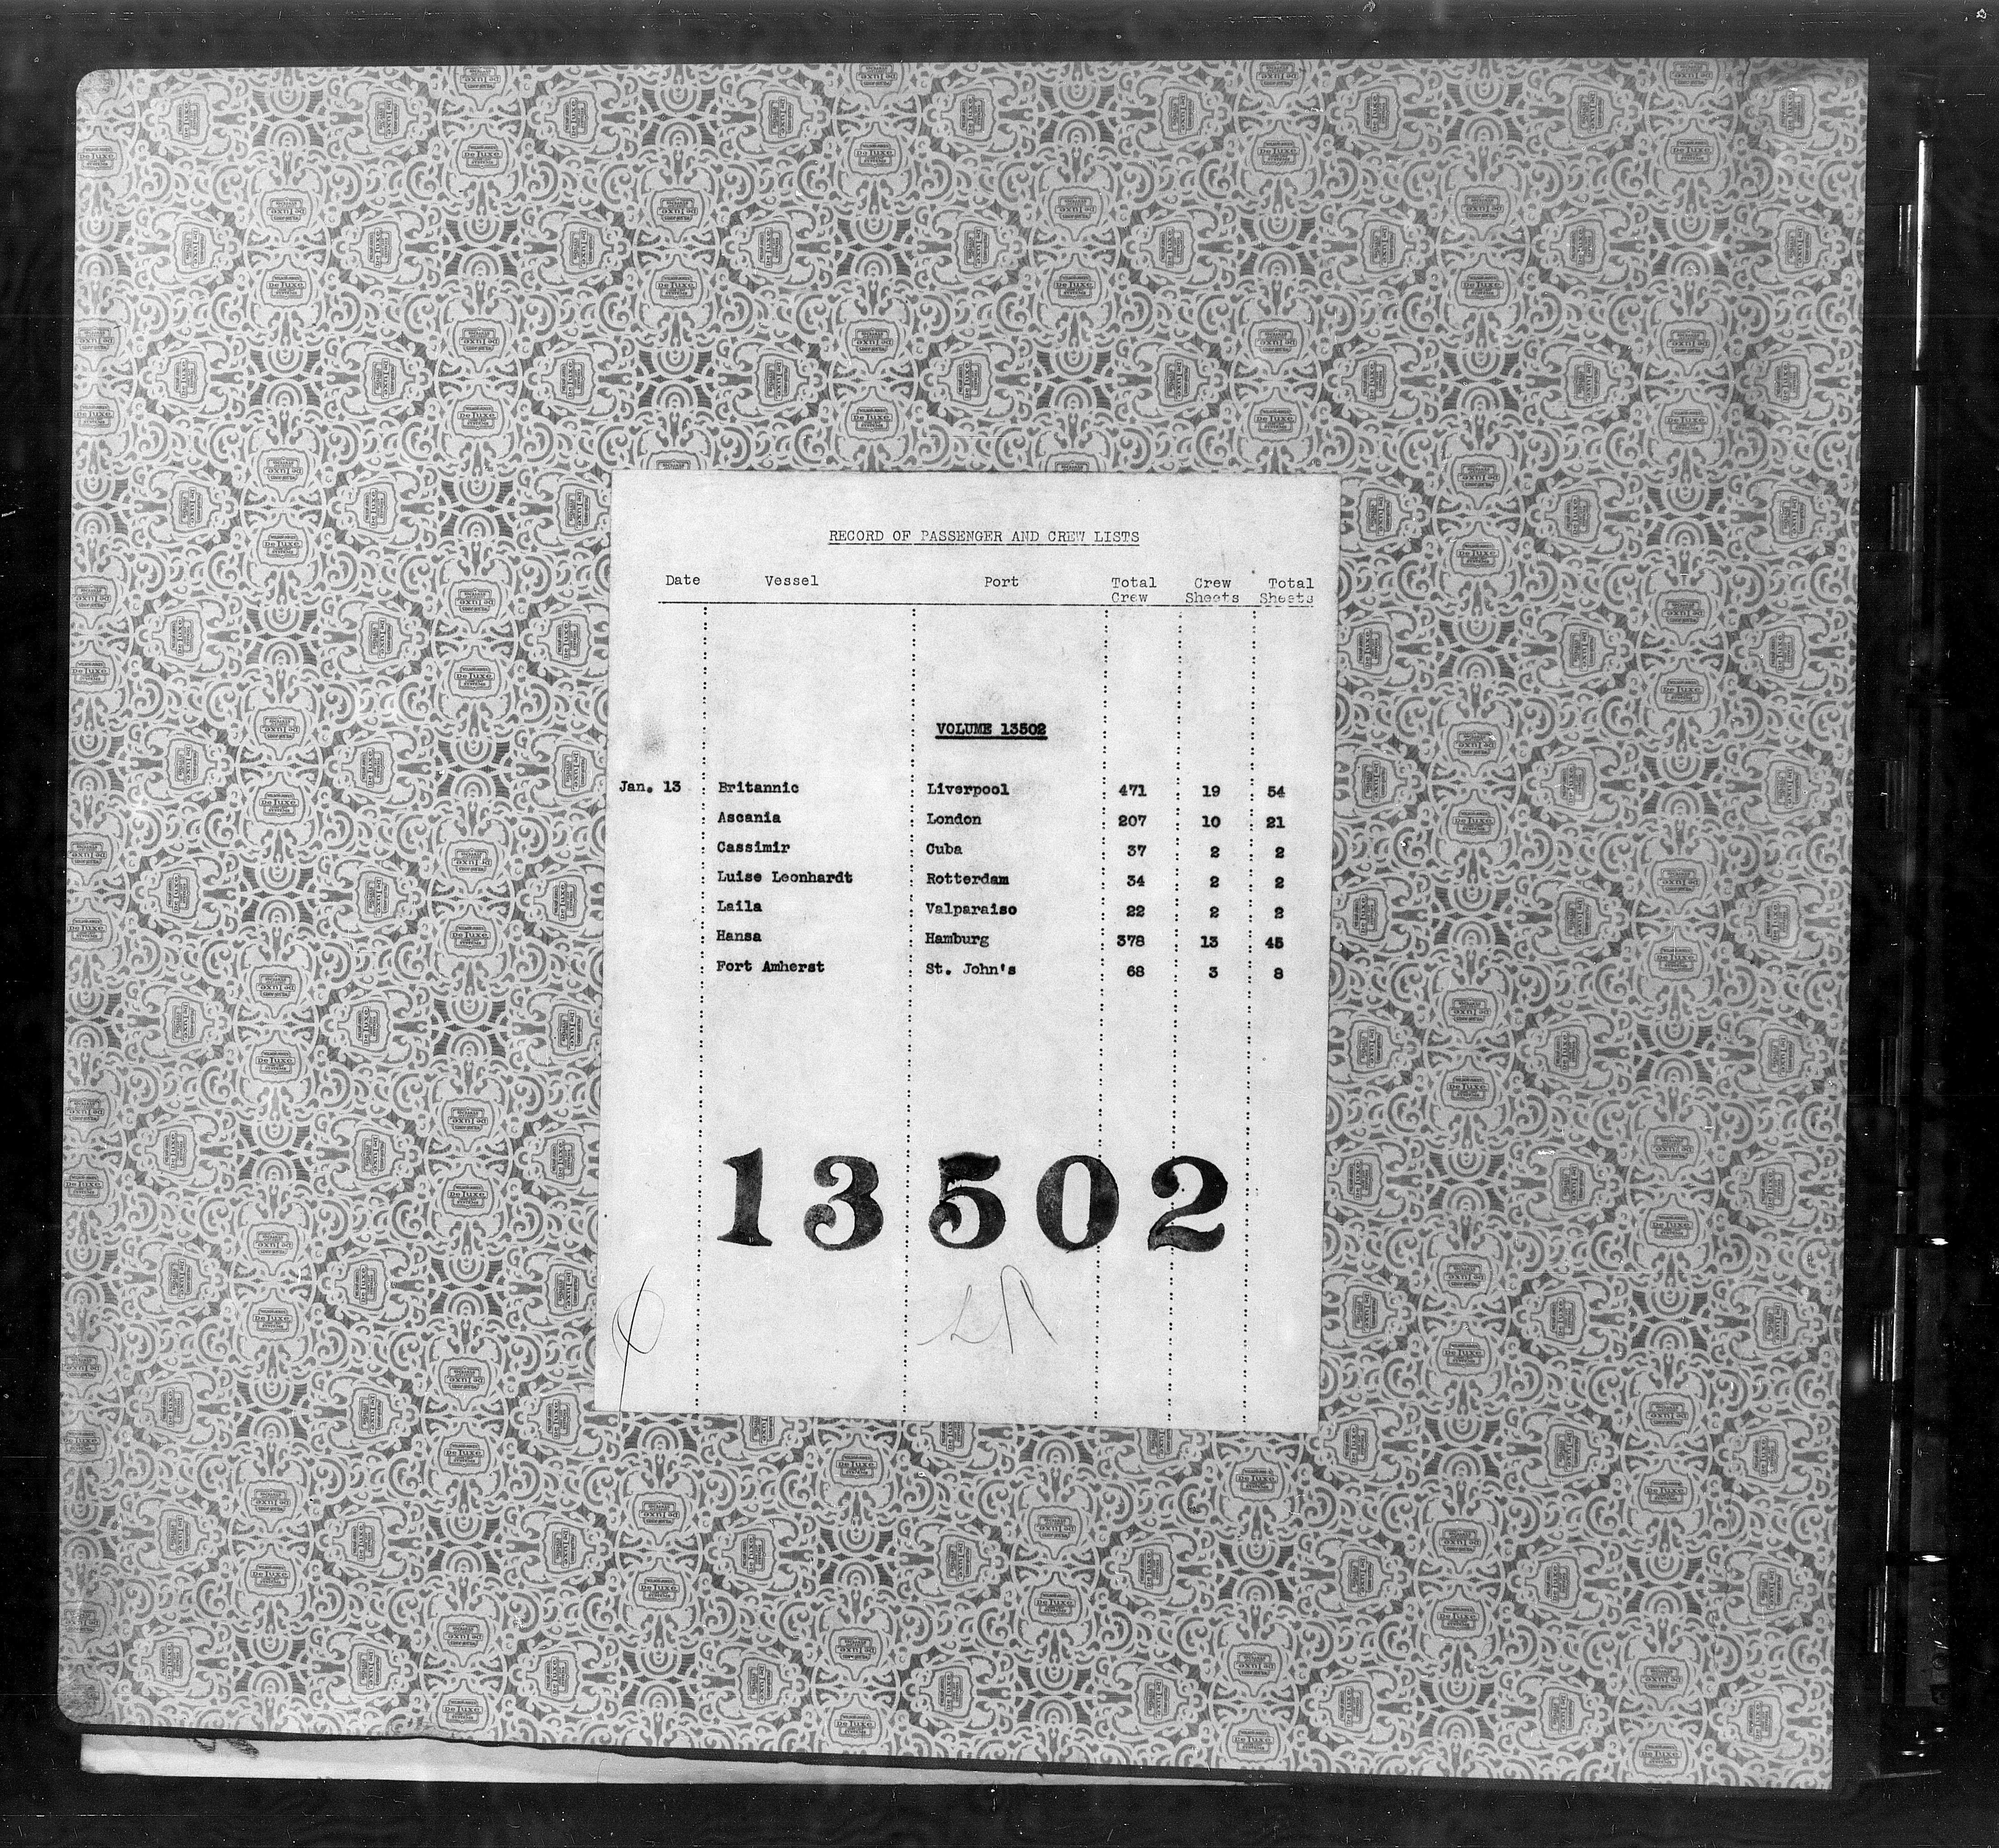 RECORD OF PASSENGER AND CREW LISTS
Date Vessel Port Total Crew Crew Sheets Total Sheets
VOLUME 13502
Jan. 13 Britannic Liverpool 471 19 54
Ascania London 207 10 21
Cassimir Cuba 37 2 2
Luise Leonhardt Rotterdam 34 2 2
Laila Valparaiso 22 2 2
Hansa Hamburg 378 13 45
Fort Amherst St. John's 68 3 8
13502
De Luxe